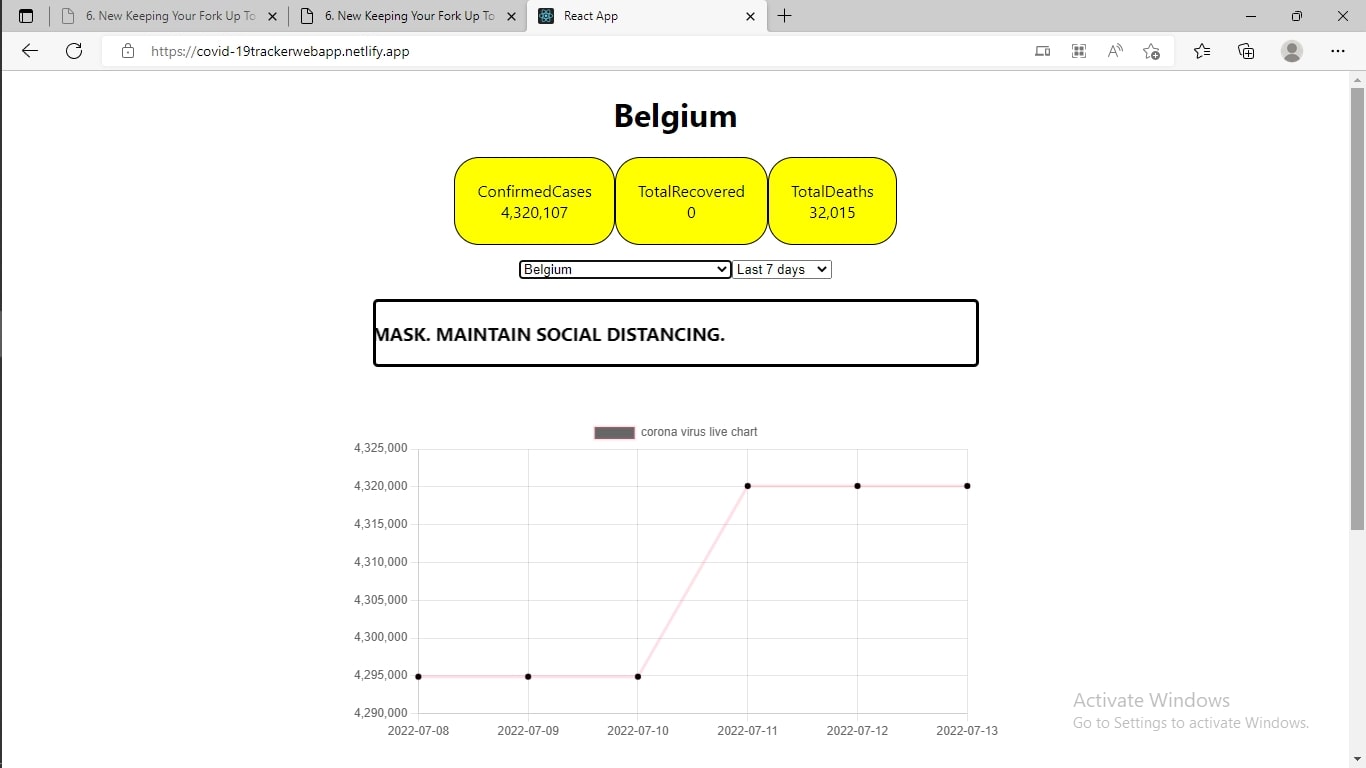 6. New Keeping Your Fork Up To
6. New Keeping Your Fork Up To
React App
https://covid-19trackerwebapp.netlify.app
Belgium
ConfirmedCases TotalRecovered TotalDeaths
4,320,107 0 32,015
Belgium Last 7 days
MASK. MAINTAIN SOCIAL DISTANCING.
corona virus live chart
4,325,000
4,320,000
4,315,000
4,310,000
4,305,000
4,300,000
4,295,000
4,290,000
2022-07-08 2022-07-09 2022-07-10 2022-07-11 2022-07-12 2022-07-13
Activate Windows
Go to Settings to activate Windows.